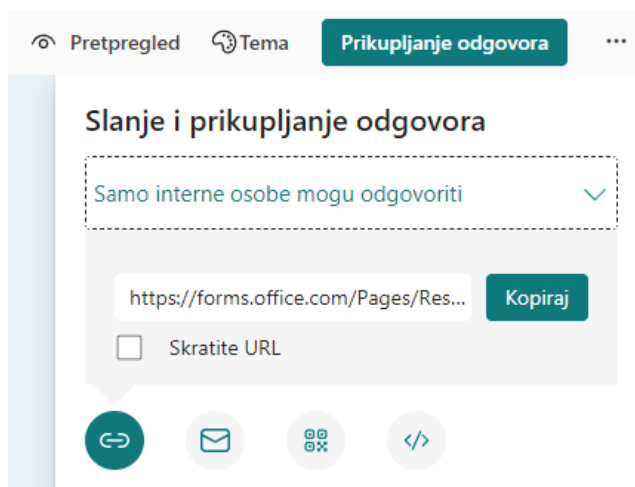 Pretpregled Tema Prikupljanje odgovora ...
Slanje i prikupljanje odgovora
Samo interne osobe mogu odgovoriti
https://forms.office.com/Pages/Res... Kopiraj
Skratite URL